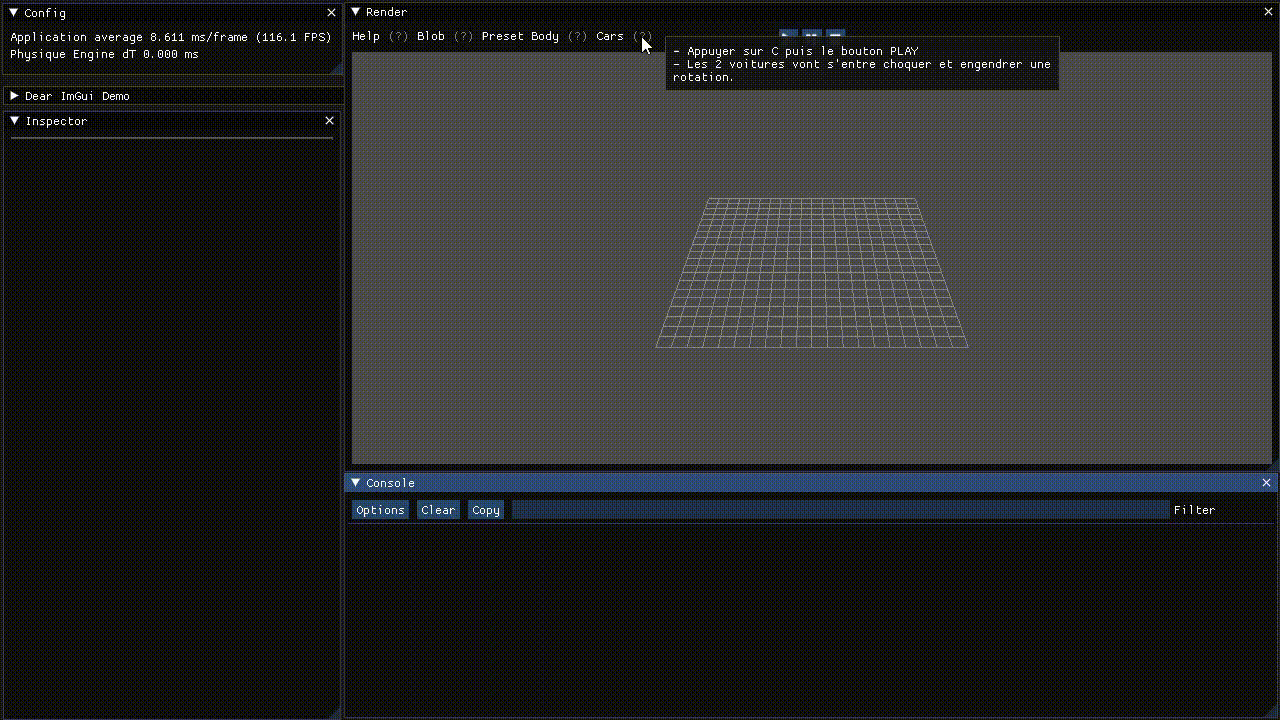 Config
Application average 8.611 ms/frame (116.1 FPS)
Physique Engine dT 0.000 ms
Dear ImGui Demo
Inspector
Render
Help (?) Blob (?) Preset Body (?) Cars (?)
- Appuyer sur C puis le bouton PLAY
- Les 2 voitures vont s'entre choquer et engendrer une
rotation.
Console
Options Clear Copy Filter